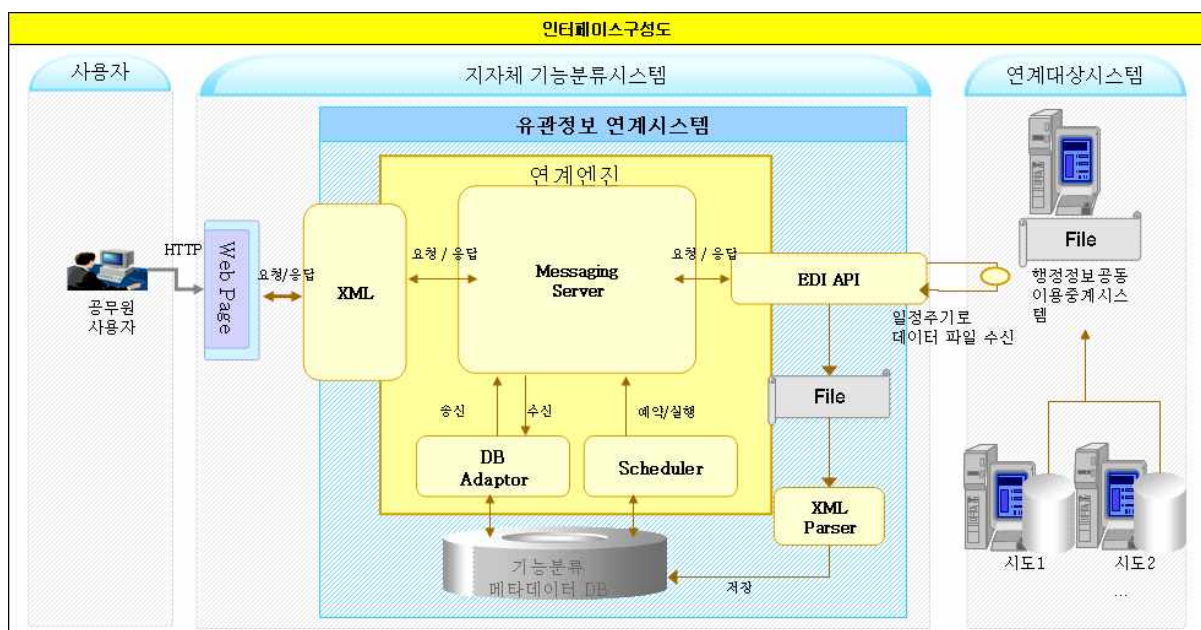 인터페이스구성도
사용자
지자체 기능분류시스템
연계대상시스템
유관정보 연계시스템
연계엔진
HTTP
Web Page
요청/응답
XML
요청 / 응답
Messaging
Server
요청 / 응답
EDI API
File
행정정보공동
이용중계시스
템
공무원
사용자
일정주기로
데이터 파일 수신
File
송신
수신
예약/실행
DB
Adaptor
Scheduler
XML
Parser
기능분류
메타데이터 DB
저장
시도1
시도2
...